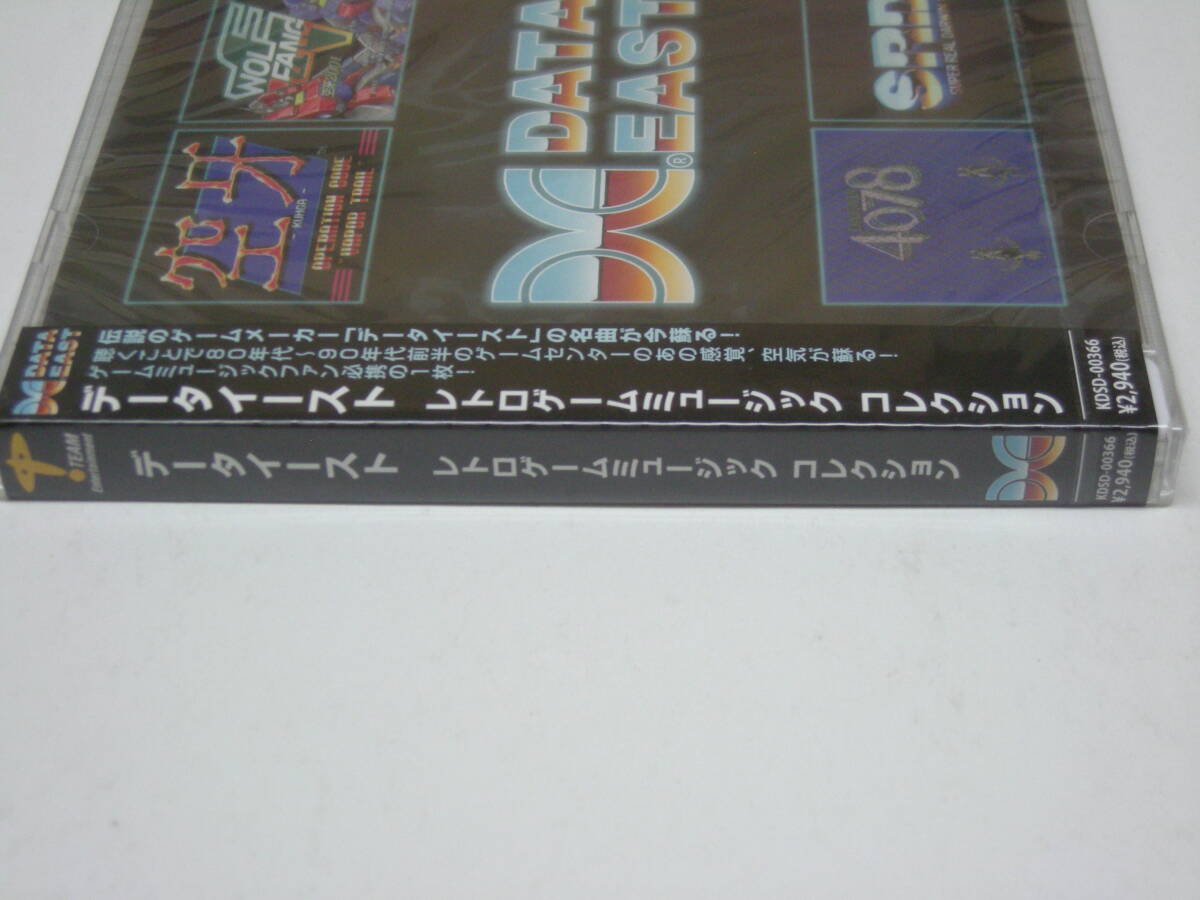 WOLF
FANG
空牙
- KUHGA -
OPERATION CODE
"VAPOR TRAIL"
DATA
EAST
®
4078
DATA
EAST
伝説のゲームメーカー「データイースト」の名曲が今蘇る!
聴くことで80年代~90年代前半のゲームセンターのあの感覚、空気が蘇る!
ゲームミュージックファン必携の1枚!
データイースト レトロゲームミュージック コレクション
KDSD-00366
¥2,940(税込)
TEAM
Entertainment
データイースト レトロゲームミュージック コレクション
KDSD-00366
¥2,940(税込)